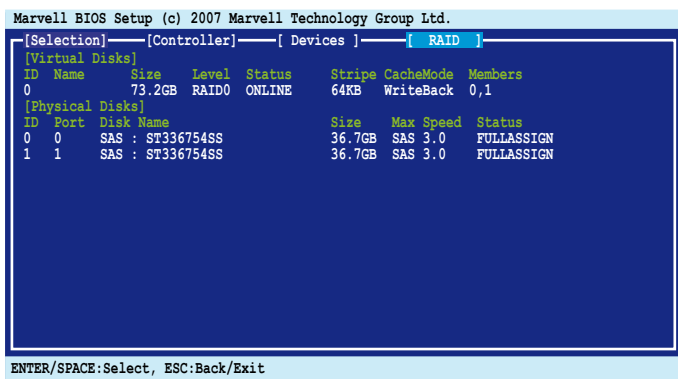 Marvell BIOS Setup (c) 2007 Marvell Technology Group Ltd.
[Selection] [Controller] [ Devices ] [ RAID ]
[Virtual Disks]
ID Name Size Level Status Stripe CacheMode Members
0 73.2GB RAID0 ONLINE 64KB WriteBack 0,1
[Physical Disks]
ID Port Disk Name Size Max Speed Status
0 0 SAS : ST336754SS 36.7GB SAS 3.0 FULLASSIGN
1 1 SAS : ST336754SS 36.7GB SAS 3.0 FULLASSIGN
ENTER/SPACE:Select, ESC:Back/Exit